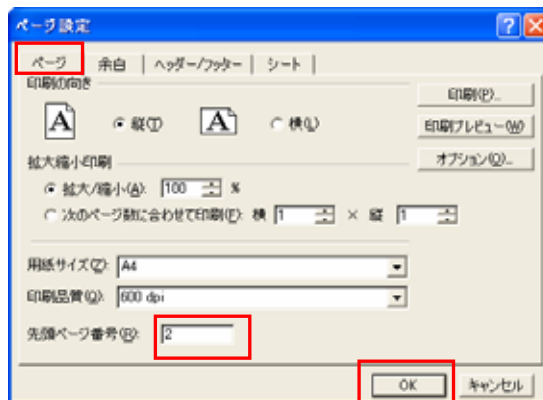 ページ設定
ページ 余白 ヘッダー/フッター シート
印刷の向き
A 縦(T) A 横(L)
印刷(P)...
印刷プレビュー(W)
オプション(O)...
拡大縮小印刷
拡大/縮小(A): 100 %
次のページ数に合わせて印刷(F): 横 1 × 縦 1
用紙サイズ(Z): A4
印刷品質(Q): 600 dpi
先頭ページ番号(R): 2
OK キャンセル